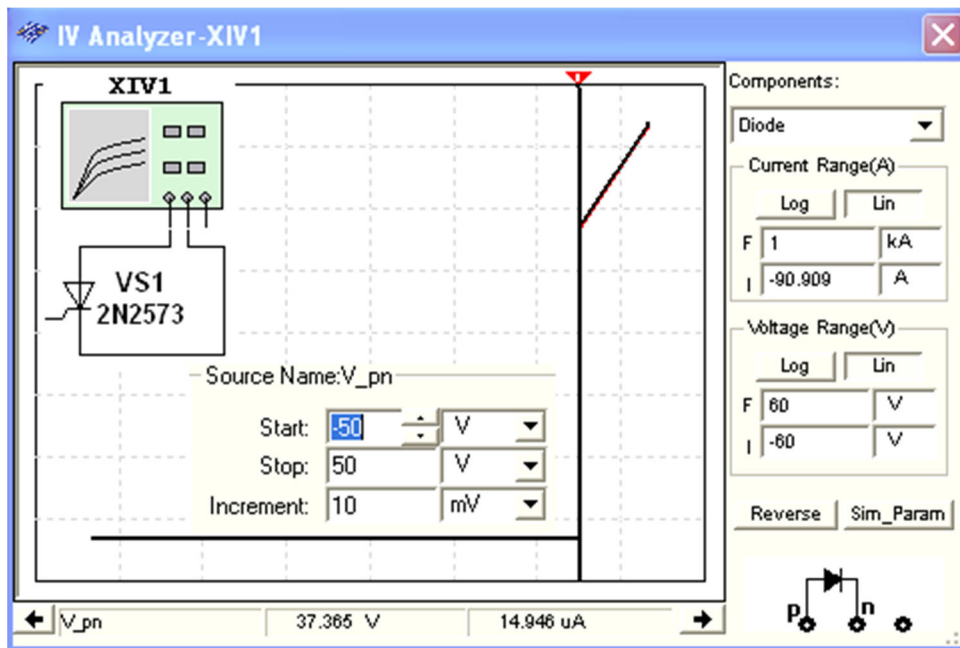 IV Analyzer-XIV1
XIV1
VS1
2N2573
Source Name:V_pn
Start: -50 V
Stop: 50 V
Increment: 10 mV
V_pn 37.365 V 14.946 uA
Components:
Diode
Current Range(A)
Log Lin
F 1 kA
I -90.909 A
Voltage Range(V)
Log Lin
F 60 V
I -60 V
Reverse Sim_Param
p n